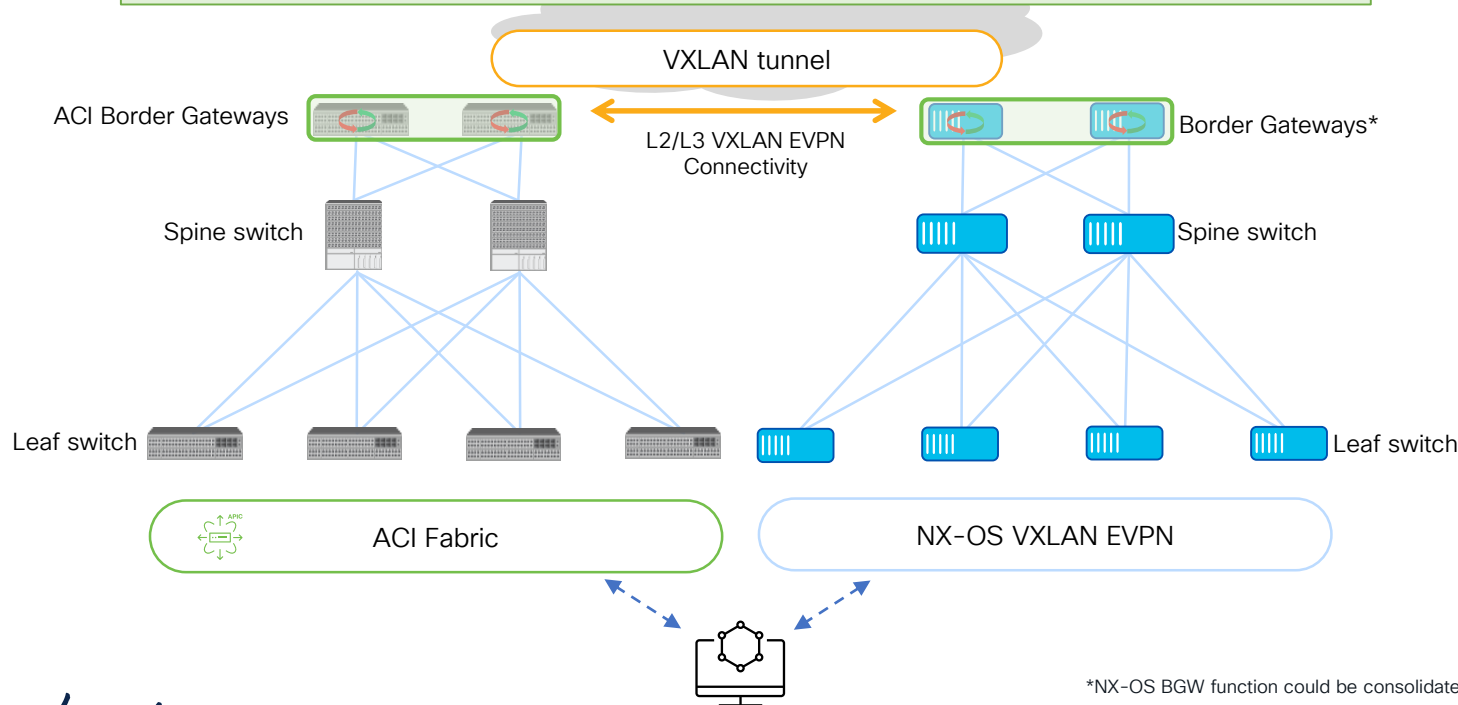 VXLAN tunnel
ACI Border Gateways
L2/L3 VXLAN EVPN
Connectivity
Border Gateways*
Spine switch
Spine switch
Leaf switch
Leaf switch
APIC
ACI Fabric
NX-OS VXLAN EVPN
*NX-OS BGW function could be consolidate